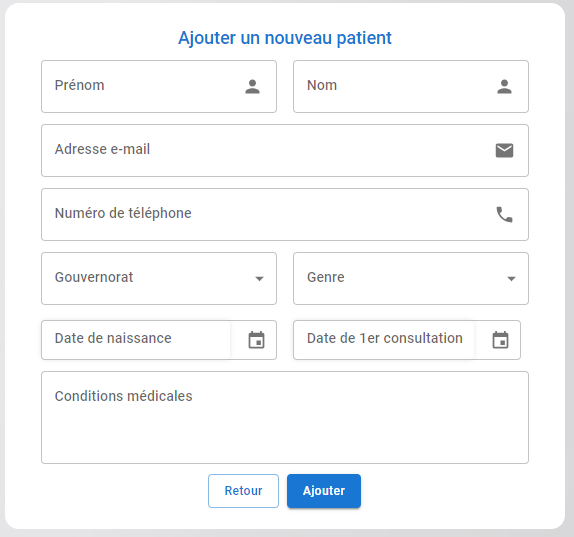 Ajouter un nouveau patient
Prénom
Nom
Adresse e-mail
Numéro de téléphone
Gouvernorat
Genre
Date de naissance
Date de 1er consultation
Conditions médicales
Retour
Ajouter